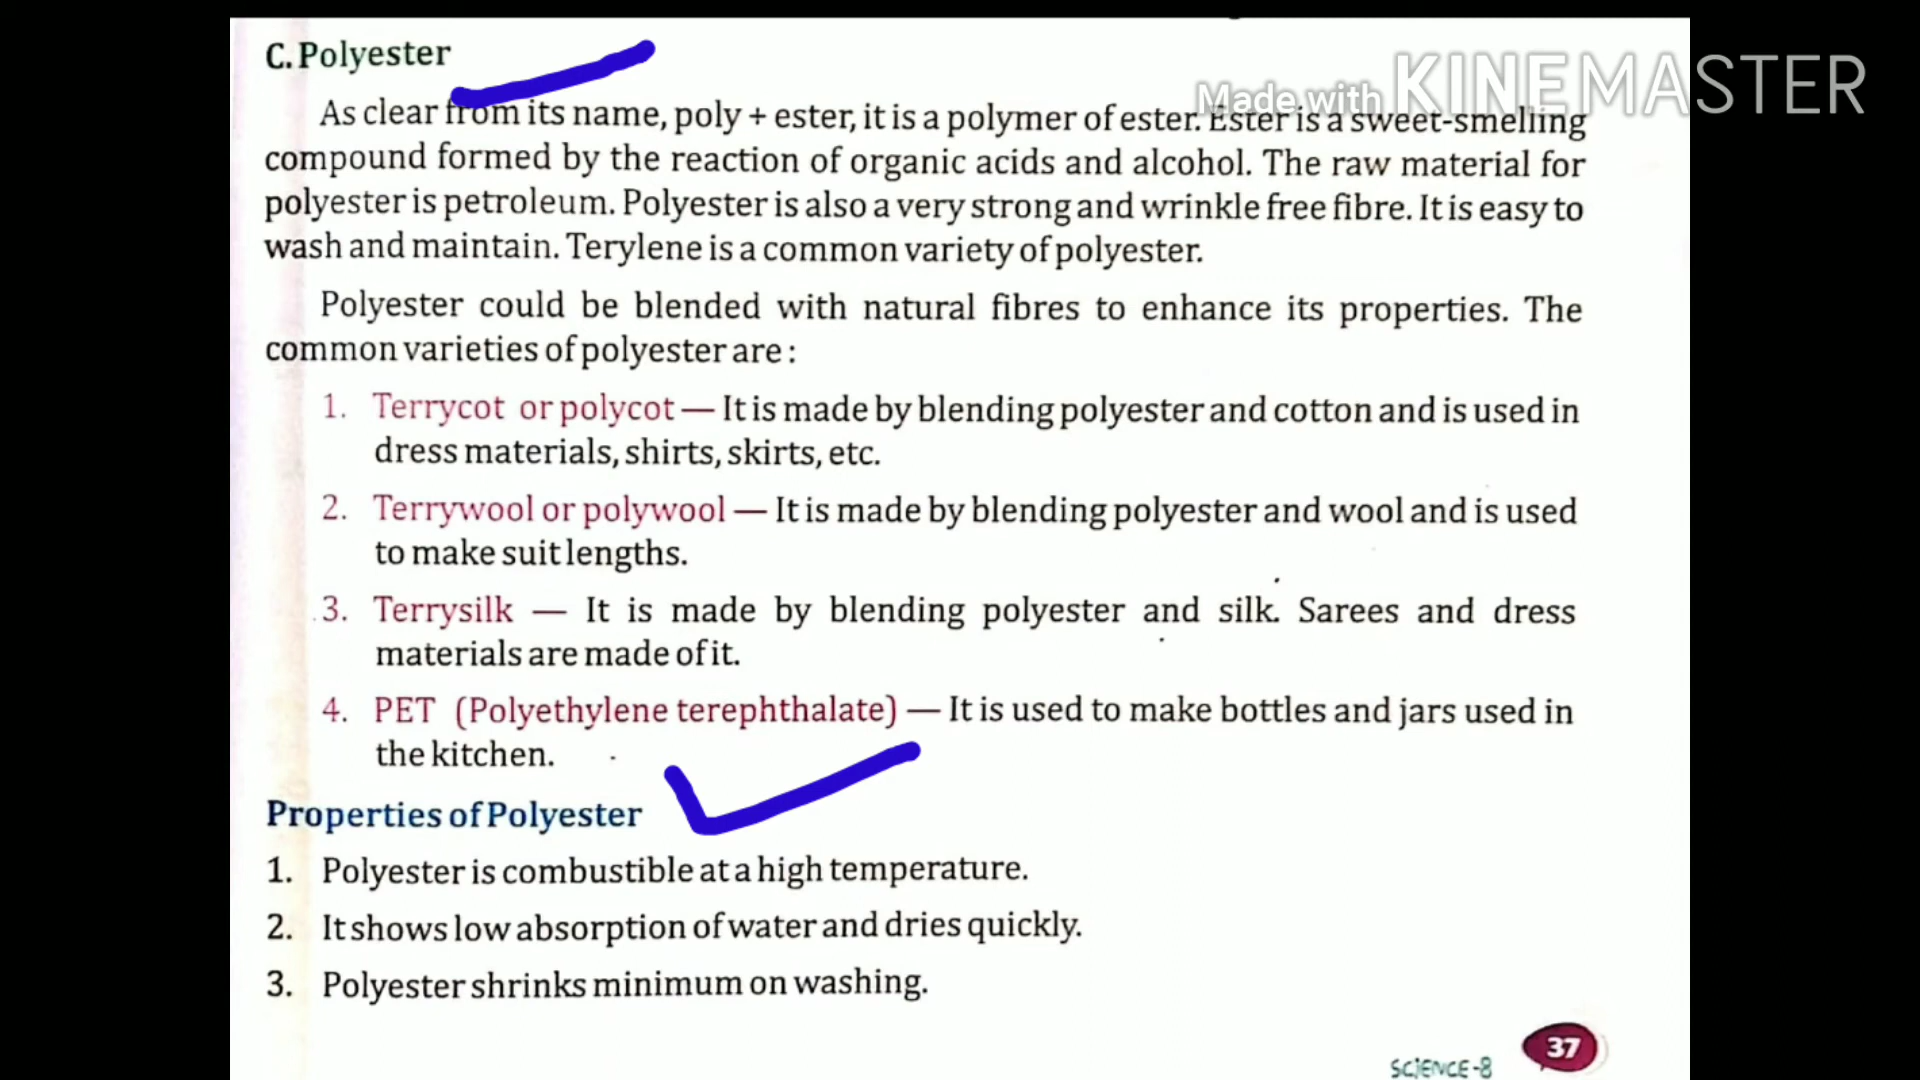 C. Polyester
Made with KINEMASTER
As clear from its name, poly + ester, it is a polymer of ester. Ester is a sweet-smelling
compound formed by the reaction of organic acids and alcohol. The raw material for
polyester is petroleum. Polyester is also a very strong and wrinkle free fibre. It is easy to
wash and maintain. Terylene is a common variety of polyester.
Polyester could be blended with natural fibres to enhance its properties. The
common varieties of polyester are :
1. Terrycot or polycot — It is made by blending polyester and cotton and is used in
dress materials, shirts, skirts, etc.
2. Terrywool or polywool — It is made by blending polyester and wool and is used
to make suit lengths.
3. Terrysilk — It is made by blending polyester and silk. Sarees and dress
materials are made of it.
4. PET (Polyethylene terephthalate) — It is used to make bottles and jars used in
the kitchen.
Properties of Polyester
1. Polyester is combustible at a high temperature.
2. It shows low absorption of water and dries quickly.
3. Polyester shrinks minimum on washing.
SCIENCE-8
37